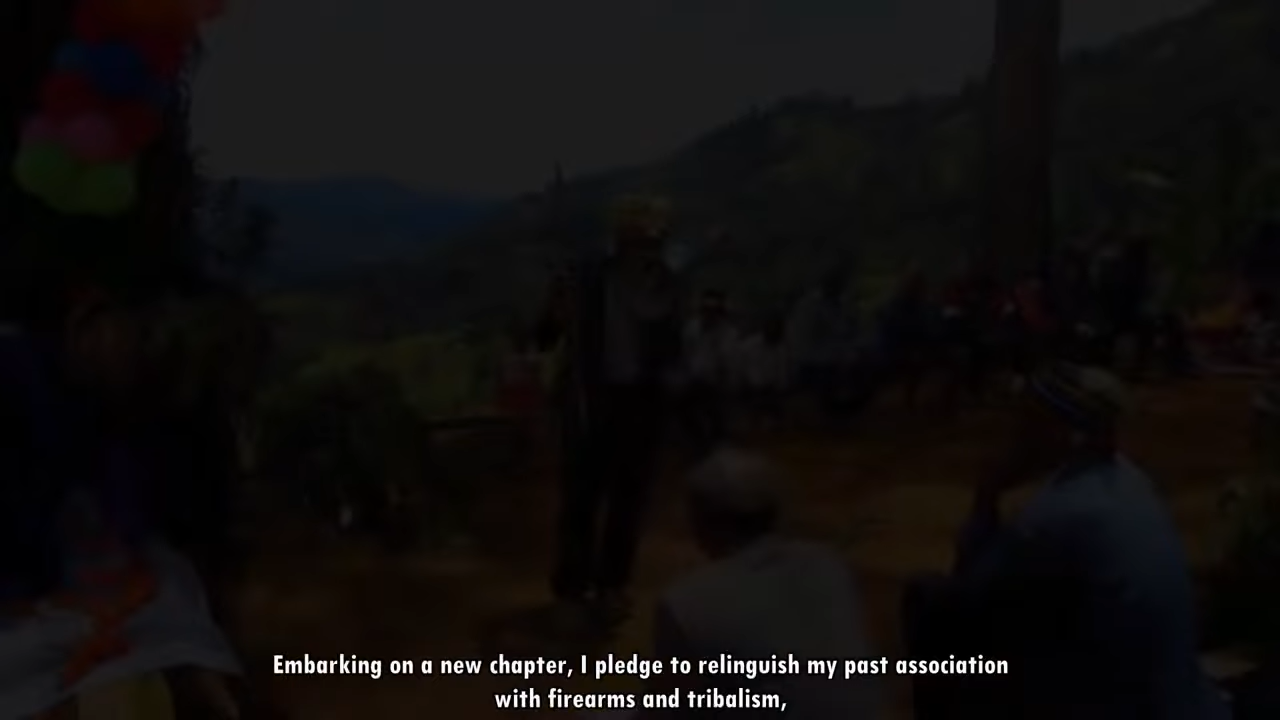 Embarking on a new chapter, I pledge to relinguish my past association
with firearms and tribalism,